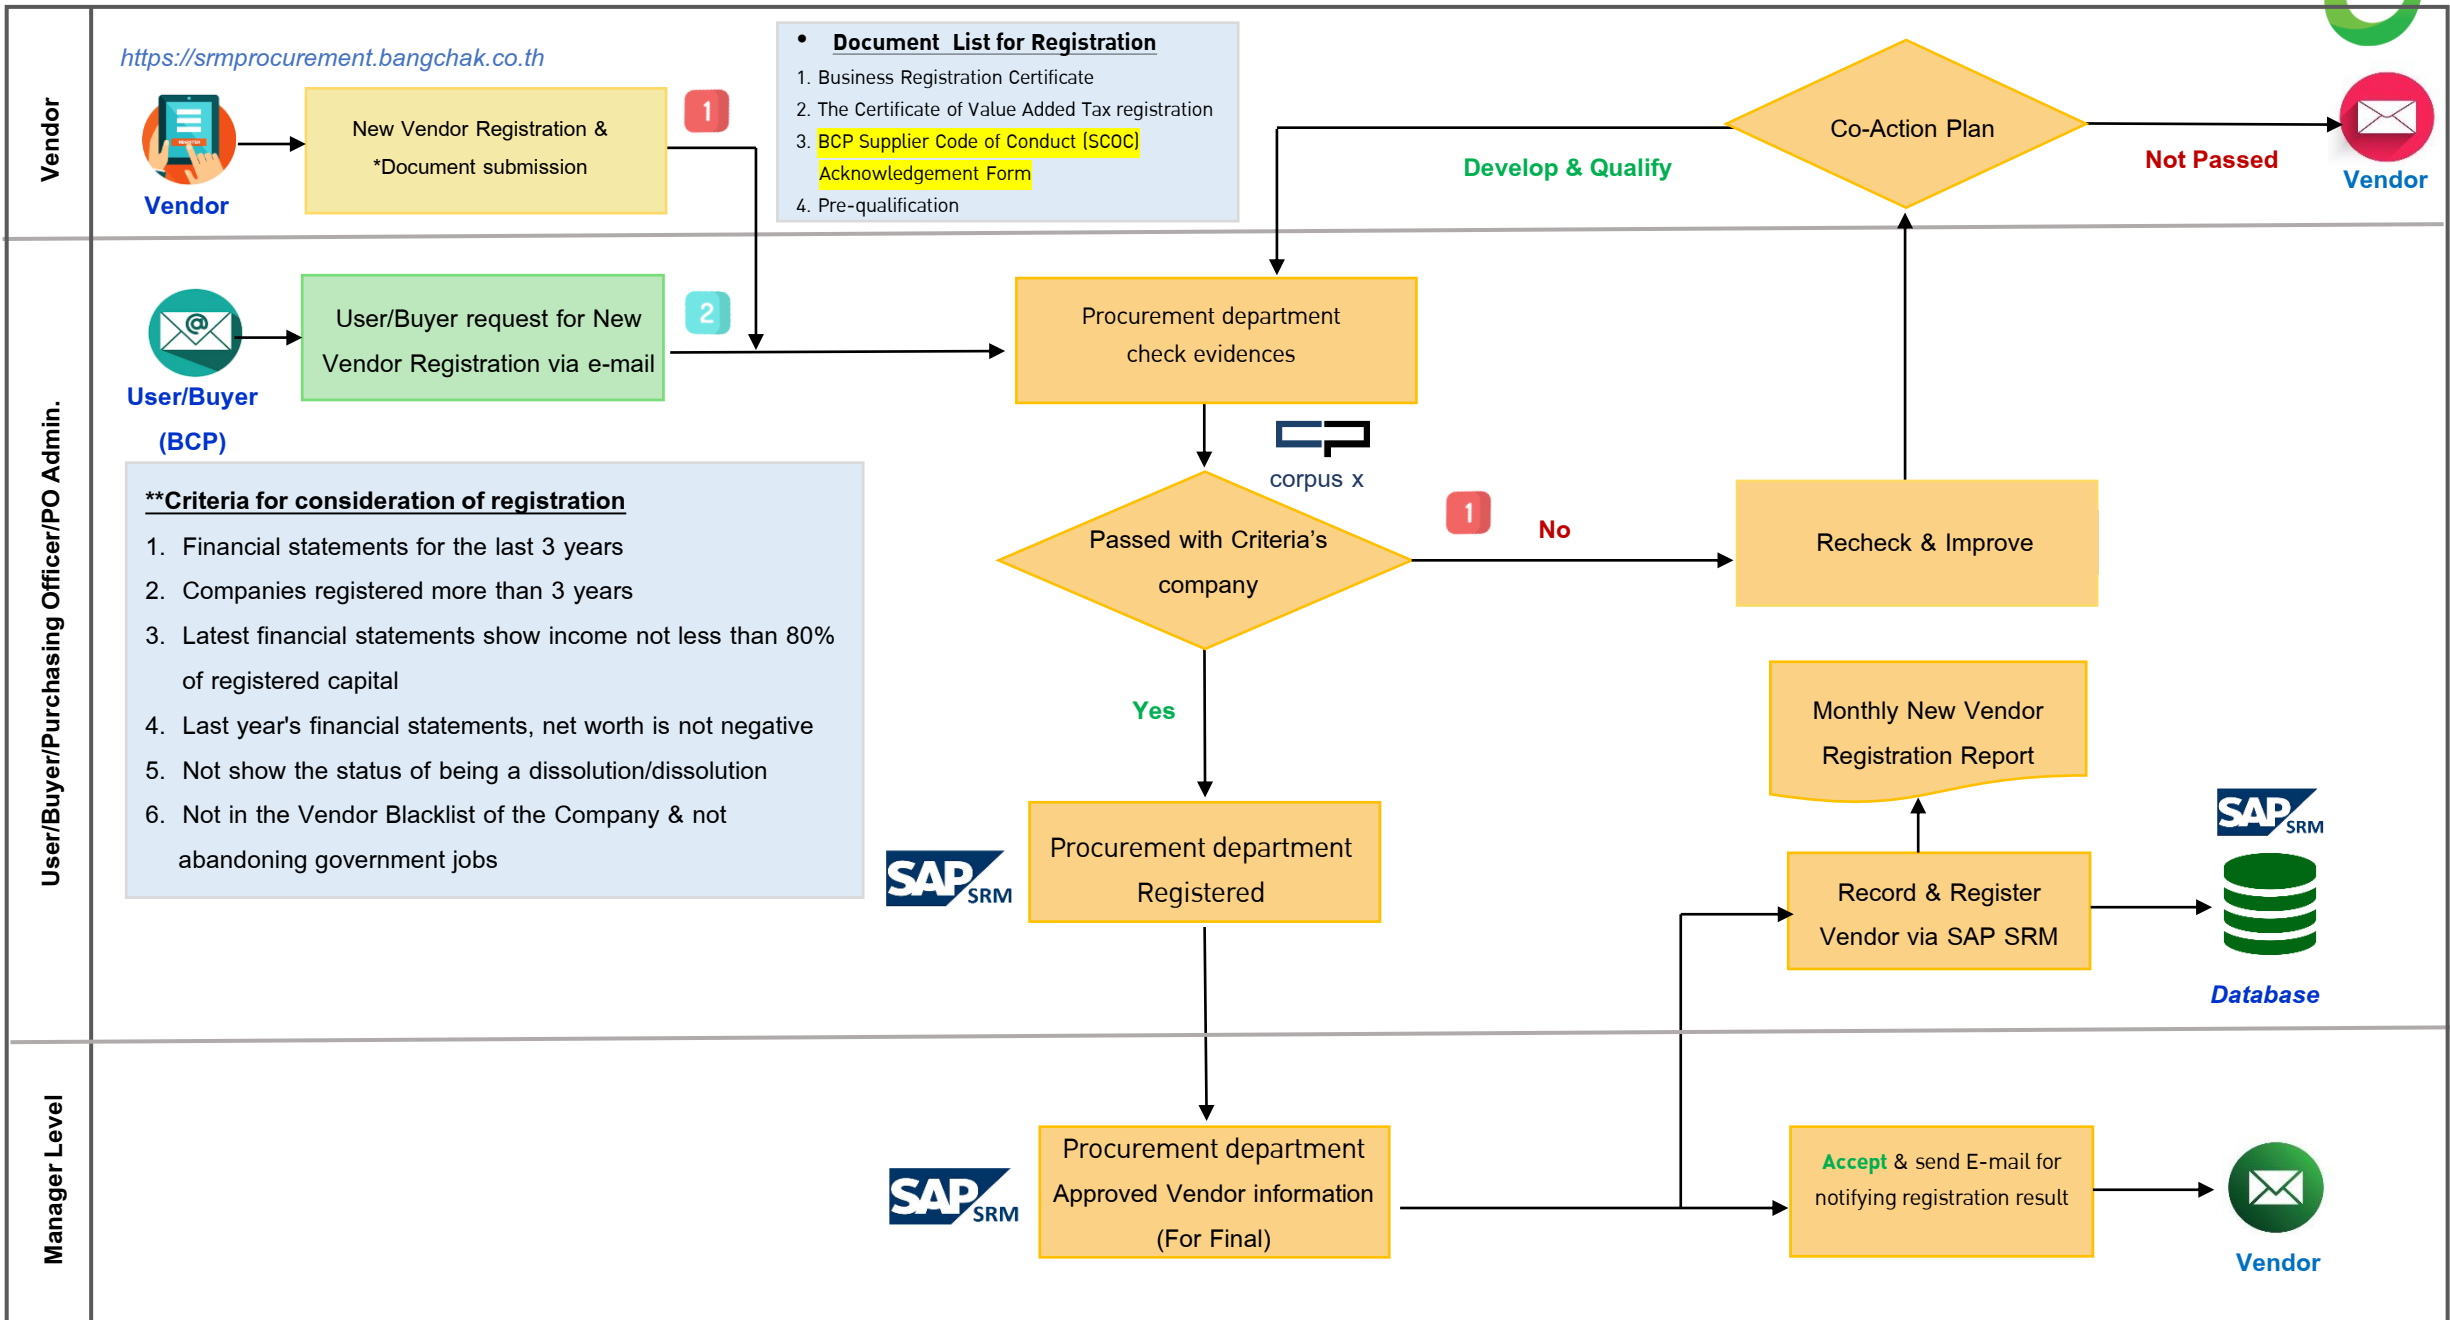 Vendor
https://srmprocurement.bangchak.co.th
REGISTER
Vendor
New Vendor Registration &
*Document submission
1
• Document List for Registration
1. Business Registration Certificate
2. The Certificate of Value Added Tax registration
3. BCP Supplier Code of Conduct (SCOC)
Acknowledgement Form
4. Pre-qualification
Develop & Qualify
Co-Action Plan
Not Passed
Vendor
User/Buyer/Purchasing Officer/PO Admin.
@
User/Buyer
(BCP)
User/Buyer request for New
Vendor Registration via e-mail
2
Procurement department
check evidences
corpus x
**Criteria for consideration of registration
1. Financial statements for the last 3 years
2. Companies registered more than 3 years
3. Latest financial statements show income not less than 80%
of registered capital
4. Last year's financial statements, net worth is not negative
5. Not show the status of being a dissolution/dissolution
6. Not in the Vendor Blacklist of the Company & not
abandoning government jobs
Passed with Criteria's
company
1
No
Recheck & Improve
Yes
Monthly New Vendor
Registration Report
SAP SRM
Procurement department
Registered
Record & Register
Vendor via SAP SRM
SAP SRM
Database
Manager Level
SAP SRM
Procurement department
Approved Vendor information
(For Final)
Accept & send E-mail for
notifying registration result
Vendor